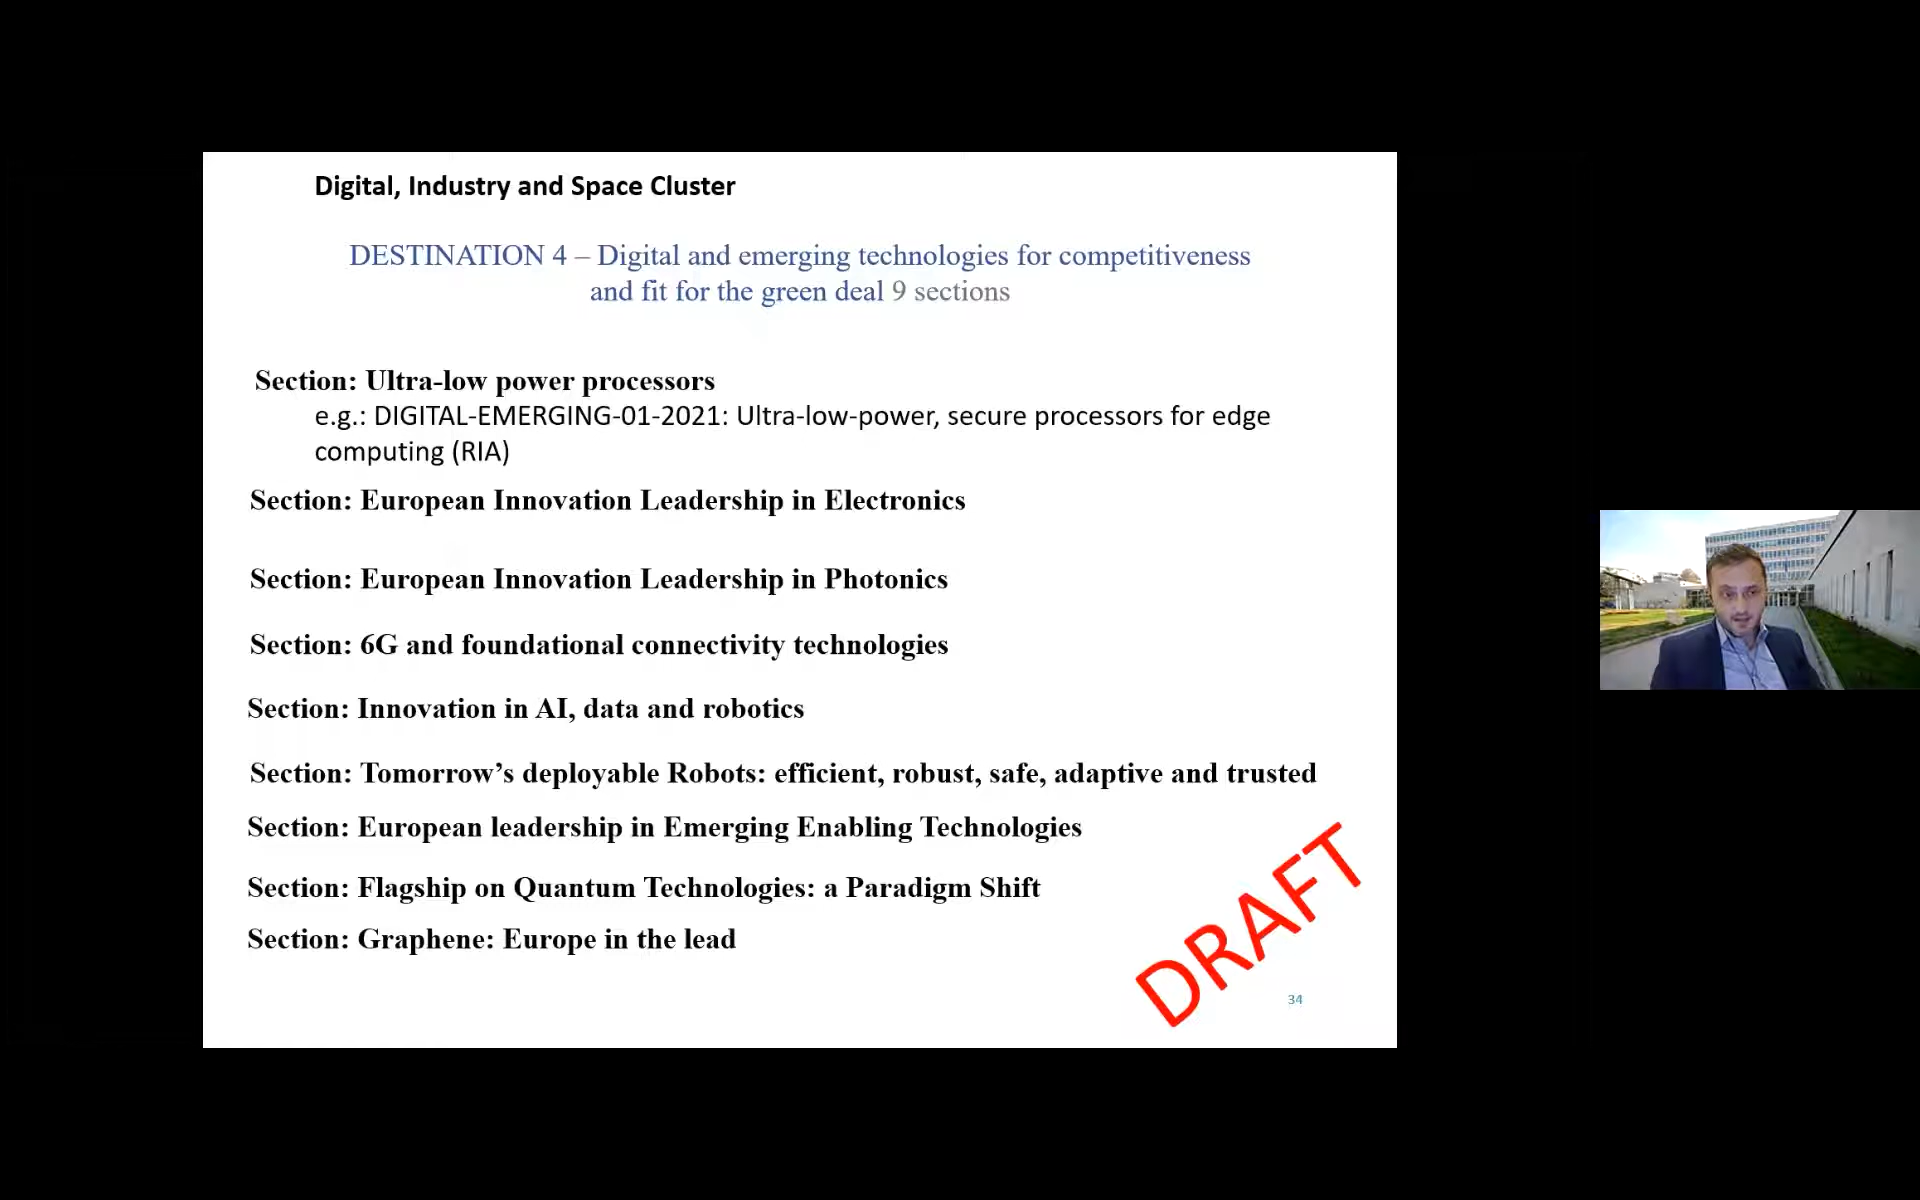 Digital, Industry and Space Cluster
DESTINATION 4 – Digital and emerging technologies for competitiveness
and fit for the green deal 9 sections
Section: Ultra-low power processors
e.g.: DIGITAL-EMERGING-01-2021: Ultra-low-power, secure processors for edge
computing (RIA)
Section: European Innovation Leadership in Electronics
Section: European Innovation Leadership in Photonics
Section: 6G and foundational connectivity technologies
Section: Innovation in AI, data and robotics
Section: Tomorrow’s deployable Robots: efficient, robust, safe, adaptive and trusted
Section: European leadership in Emerging Enabling Technologies
Section: Flagship on Quantum Technologies: a Paradigm Shift
Section: Graphene: Europe in the lead
DRAFT
34